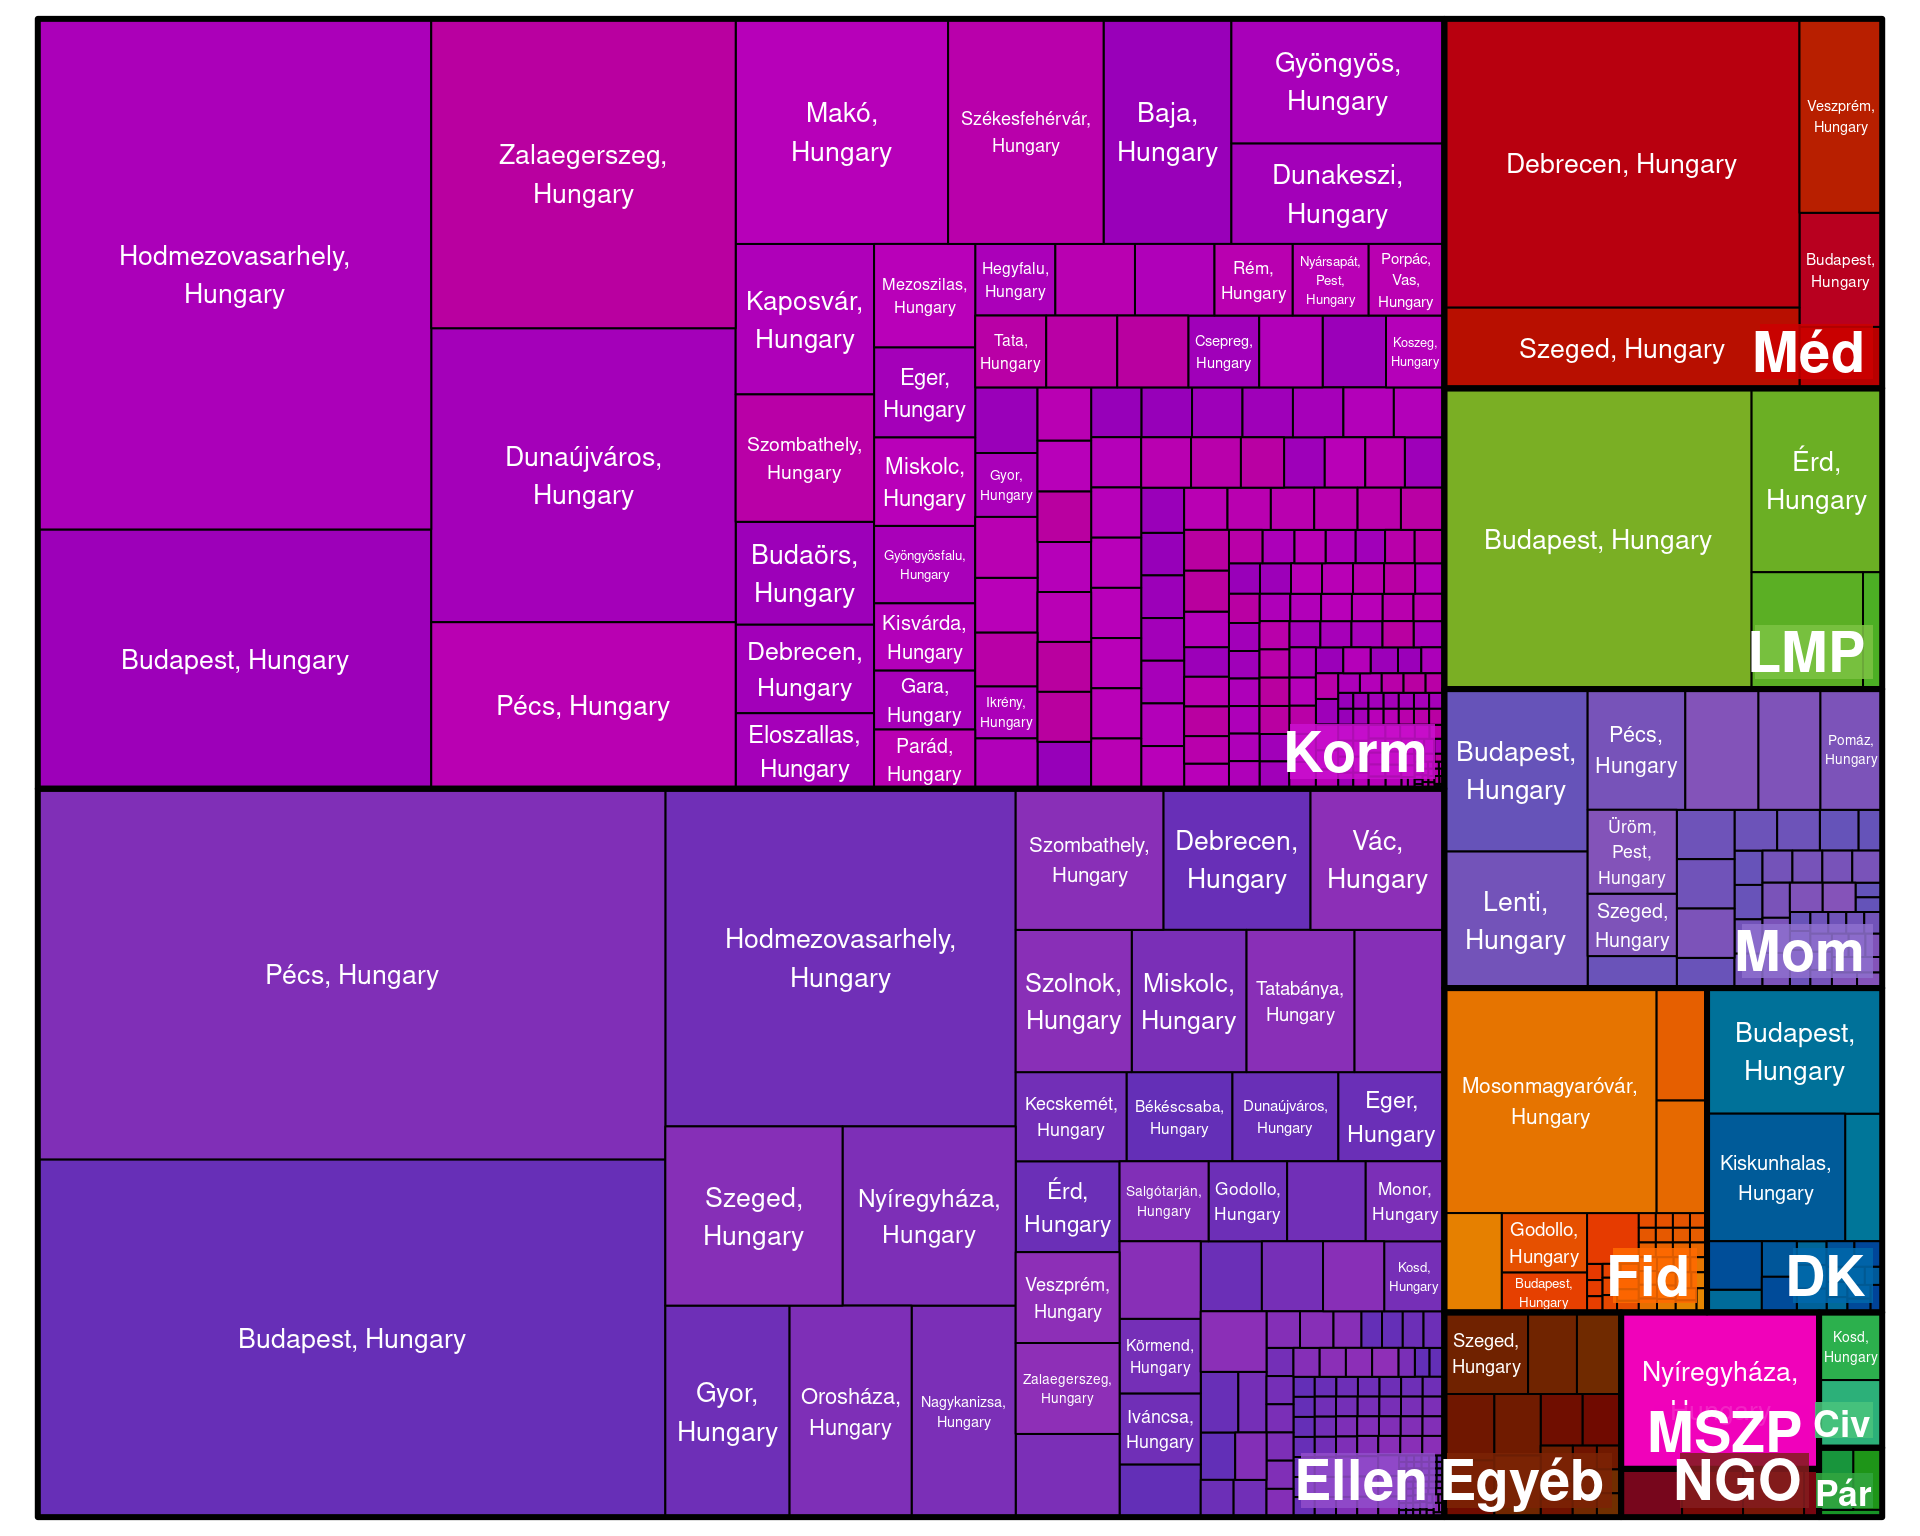 Hodmezovasarhely,
Hungary
Budapest, Hungary
Zalaegerszeg,
Hungary
Dunaújváros,
Hungary
Pécs, Hungary
Makó,
Hungary
Székesfehérvár,
Hungary
Baja,
Hungary
Gyöngyös,
Hungary
Dunakeszi,
Hungary
Kaposvár,
Hungary
Szombathely,
Hungary
Budaörs,
Hungary
Debrecen,
Hungary
Eloszallas,
Hungary
Mezoszilas,
Hungary
Eger,
Hungary
Miskolc,
Hungary
Gyöngyösfalu,
Hungary
Kisvárda,
Hungary
Gara,
Hungary
Parád,
Hungary
Hegyfalu,
Hungary
Rém,
Hungary
Nyársapát,
Pest,
Hungary
Porpác,
Vas,
Hungary
Tata,
Hungary
Csepreg,
Hungary
Koszeg,
Hungary
Gyor,
Hungary
Ikrény,
Hungary
Korm
Pécs, Hungary
Budapest, Hungary
Hodmezovasarhely,
Hungary
Szeged,
Hungary
Nyíregyháza,
Hungary
Gyor,
Hungary
Orosháza,
Hungary
Nagykanizsa,
Hungary
Szombathely,
Hungary
Debrecen,
Hungary
Vác,
Hungary
Szolnok,
Hungary
Miskolc,
Hungary
Tatabánya,
Hungary
Kecskemét,
Hungary
Békéscsaba,
Hungary
Dunaújváros,
Hungary
Eger,
Hungary
Érd,
Hungary
Salgótarján,
Hungary
Godollo,
Hungary
Monor,
Hungary
Veszprém,
Hungary
Kosd,
Hungary
Zalaegerszeg,
Hungary
Körmend,
Hungary
Iváncsa,
Hungary
Ellen
Debrecen, Hungary
Veszprém,
Hungary
Budapest,
Hungary
Szeged, Hungary
Méd
Budapest, Hungary
Érd,
Hungary
LMP
Budapest,
Hungary
Lenti,
Hungary
Pécs,
Hungary
Pomáz,
Hungary
Üröm,
Pest,
Hungary
Szeged,
Hungary
Mom
Mosonmagyaróvár,
Hungary
Godollo,
Hungary
Budapest,
Hungary
Fid
Budapest,
Hungary
Kiskunhalas,
Hungary
DK
Szeged,
Hungary
Egyéb
Nyíregyháza,
Hungary
MSZP
NGO
Kosd,
Hungary
Civ
Pár